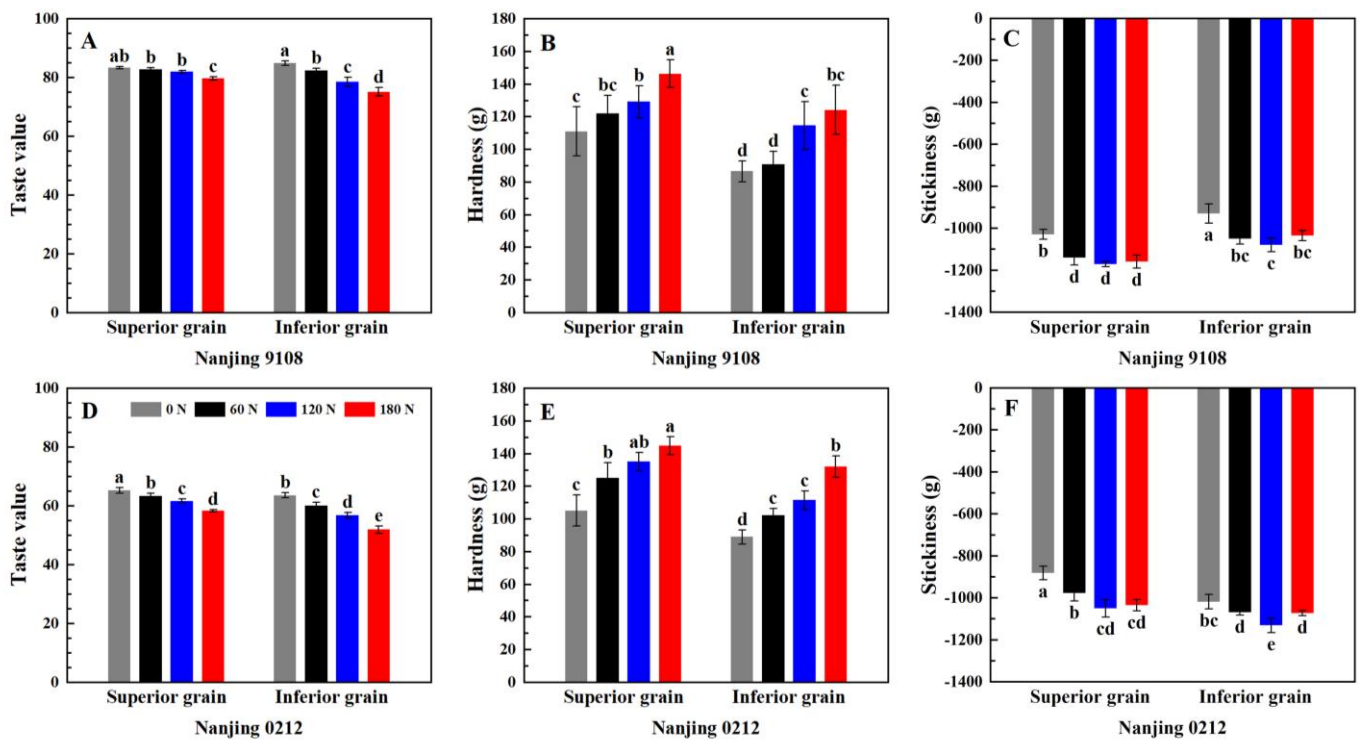 A
Taste value
100
80
60
40
20
0
ab b b c
a b c d
Superior grain Inferior grain
Nanjing 9108
B
Hardness (g)
180
160
140
120
100
80
60
40
20
0
c bc b a
d d c bc
Superior grain Inferior grain
Nanjing 9108
C
Stickiness (g)
0
-200
-400
-600
-800
-1000
-1200
-1400
b d d d
a bc c bc
Superior grain Inferior grain
Nanjing 9108
D
0 N 60 N 120 N 180 N
Taste value
100
80
60
40
20
0
a b c d
b c d e
Superior grain Inferior grain
Nanjing 0212
E
Hardness (g)
180
160
140
120
100
80
60
40
20
0
c b ab a
d c c b
Superior grain Inferior grain
Nanjing 0212
F
Stickiness (g)
0
-200
-400
-600
-800
-1000
-1200
-1400
a b cd cd
bc d e d
Superior grain Inferior grain
Nanjing 0212